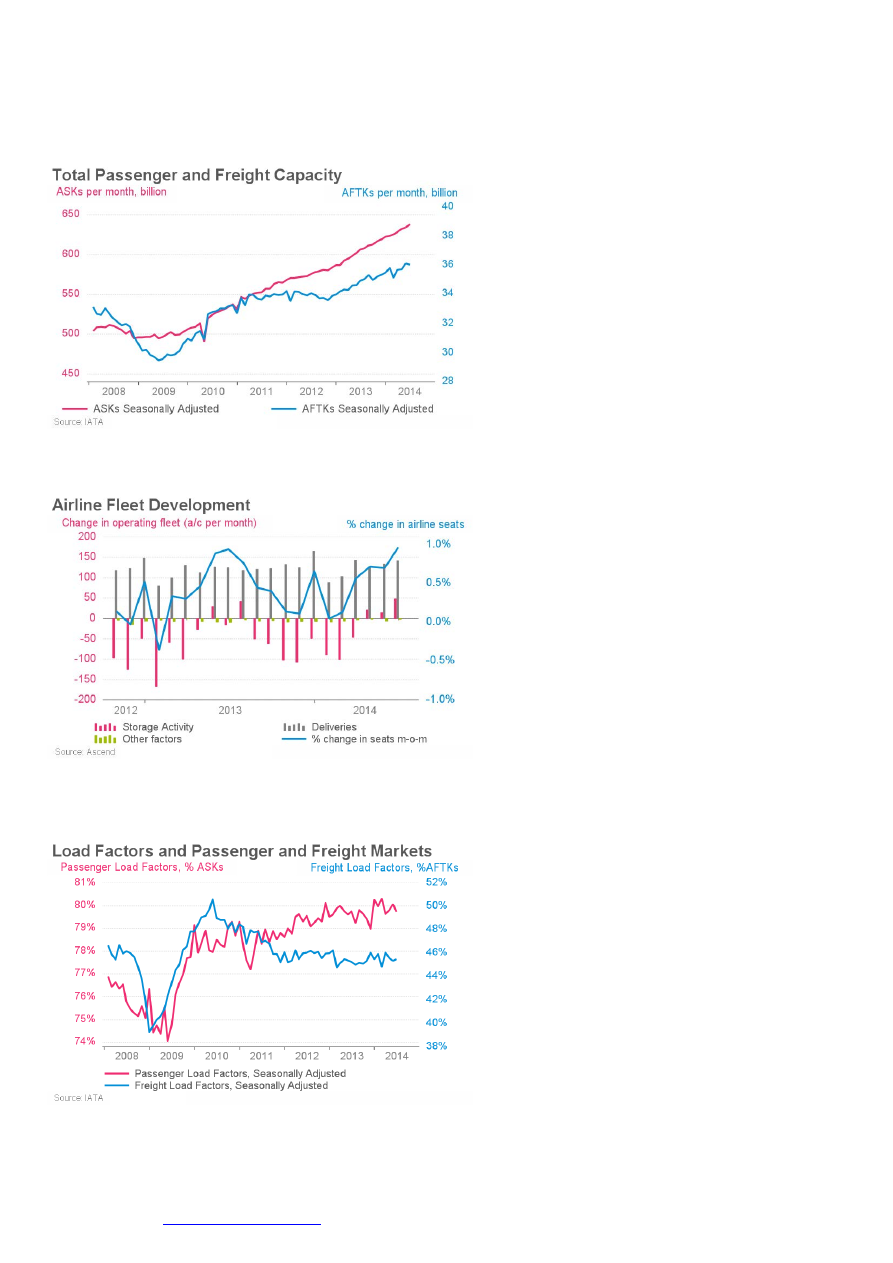 Total Passenger and Freight Capacity
ASKs per month, billion AFTKs per month, billion
40
650
38
600
36
550
34
32
500
30
450
28
2008 2009 2010 2011 2012 2013 2014
ASKs Seasonally Adjusted AFTKs Seasonally Adjusted
Source: IATA
Airline Fleet Development
Change in operating fleet (a/c per month) % change in airline seats
200
1.0%
150
100
0.5%
50
0
0.0%
-50
-0.5%
-100
-150
-200 -1.0%
2012 2013 2014
Storage Activity Deliveries
Other factors % change in seats m-o-m
Source: Ascend
Load Factors and Passenger and Freight Markets
Passenger Load Factors, % ASKs Freight Load Factors, %AFTKs
81% 52%
80% 50%
79% 48%
78% 46%
77% 44%
76% 42%
75% 40%
74% 38%
2008 2009 2010 2011 2012 2013 2014
Passenger Load Factors, Seasonally Adjusted
Freight Load Factors, Seasonally Adjusted
Source: IATA